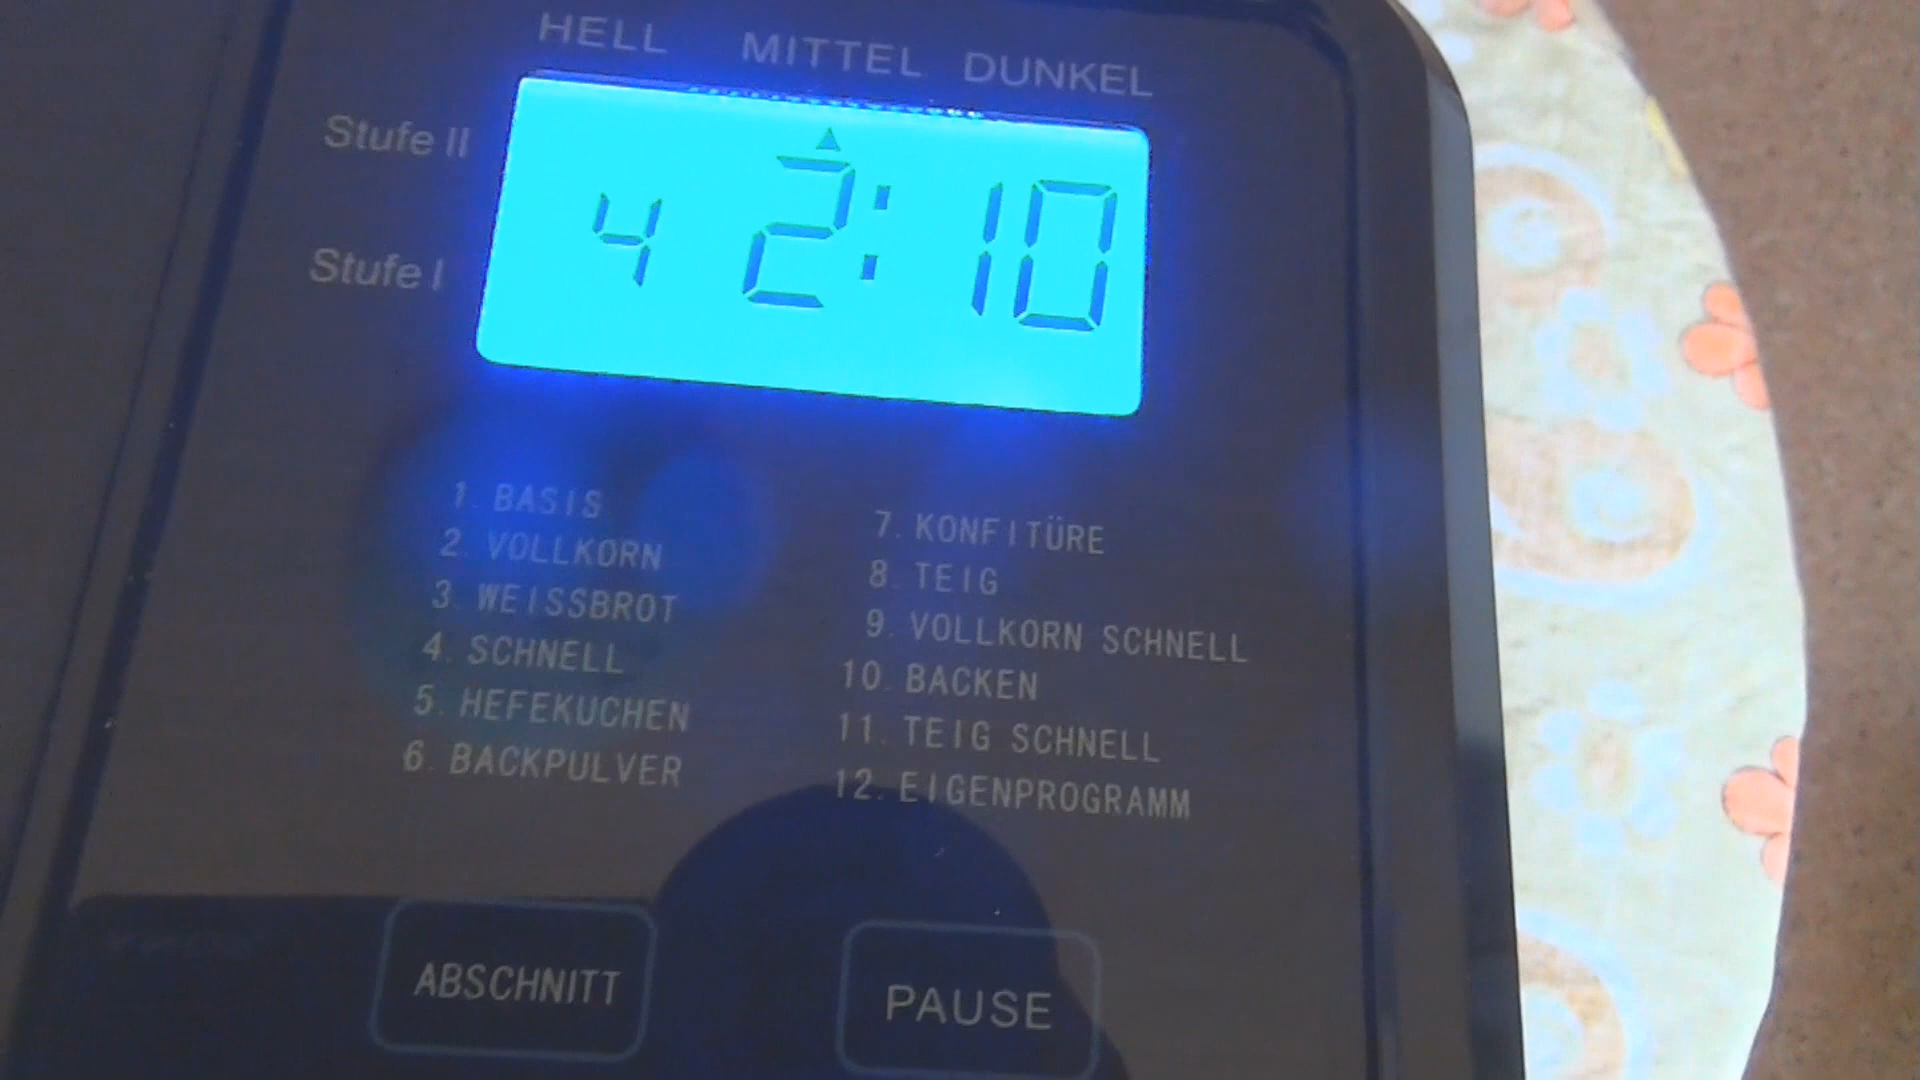 HELL MITTEL DUNKEL
Stufe II
4 2:10
Stufe I
1. BASIS
2. VOLLKORN
3. WEISSBROT
4. SCHNELL
5. HEFEKUCHEN
6. BACKPULVER
7. KONFITÜRE
8. TEIG
9. VOLLKORN SCHNELL
10. BACKEN
11. TEIG SCHNELL
12. EIGENPROGRAMM
ABSCHNITT
PAUSE